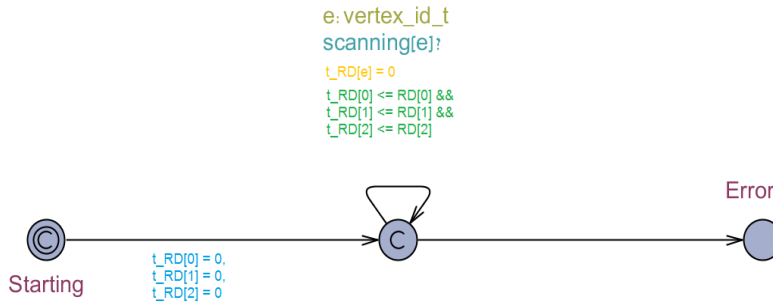 e: vertex_id_t
scanning[e]?
t_RD[e] = 0
t_RD[0] <= RD[0] &&
t_RD[1] <= RD[1] &&
t_RD[2] <= RD[2]
Error
C
C
Starting
t_RD[0] = 0,
t_RD[1] = 0,
t_RD[2] = 0